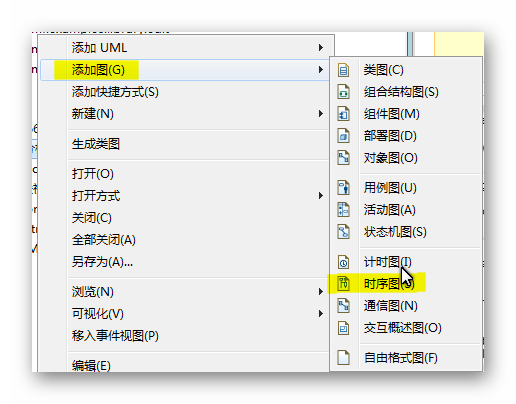 添加 UML
添加图(G)
添加快捷方式(S)
新建(N)
生成类图
打开(O)
打开方式
关闭(C)
全部关闭(A)
另存为(A)...
浏览(N)
可视化(V)
移入事件视图(P)
编辑(E)
类图(C)
组合结构图(S)
组件图(M)
部署图(D)
对象图(O)
用例图(U)
活动图(A)
状态机图(S)
计时图(I)
时序图
通信图(N)
交互概述图(O)
自由格式图(F)